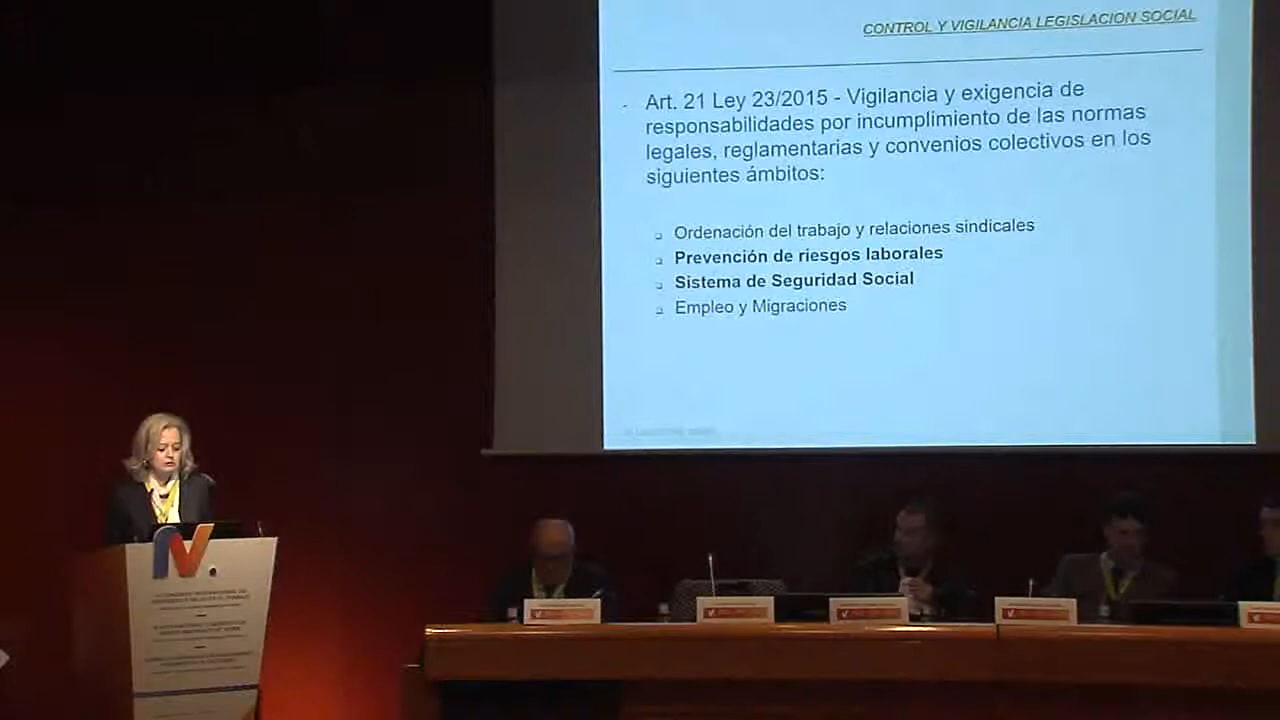 CONTROL Y VIGILANCIA LEGISLACION SOCIAL
- Art. 21 Ley 23/2015 - Vigilancia y exigencia de
responsabilidades por incumplimiento de las normas
legales, reglamentarias y convenios colectivos en los
siguientes ámbitos:
Ordenación del trabajo y relaciones sindicales
Prevención de riesgos laborales
Sistema de Seguridad Social
Empleo y Migraciones